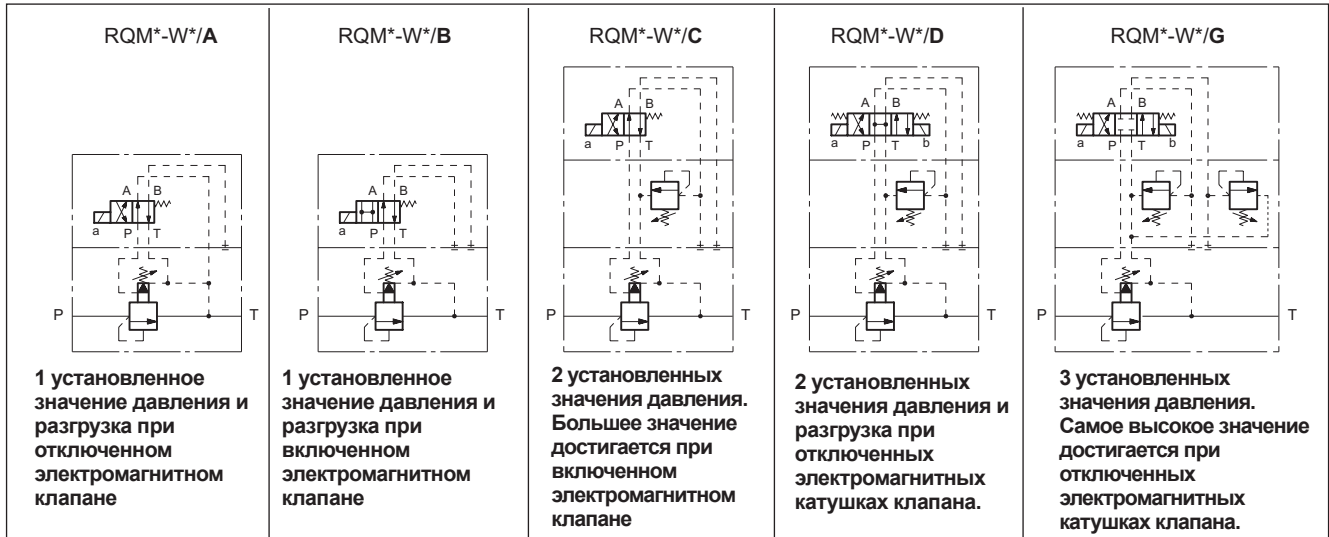 RQM*-W*/A
A B
a P T
P T
1 установленное
значение давления и
разгрузка при
отключенном
электромагнитном
клапане
RQM*-W*/B
A B
a P T
P T
1 установленное
значение давления и
разгрузка при
включенном
электромагнитном
клапане
RQM*-W*/C
A B
a P T
P T
2 установленных
значения давления.
Большее значение
достигается при
включенном
электромагнитном
клапане
RQM*-W*/D
A B
a P T b
P T
2 установленных
значения давления и
разгрузка при
отключенных
электромагнитных
катушках клапана.
RQM*-W*/G
A B
a P T b
P T
3 установленных
значения давления.
Самое высокое значение
достигается при
отключенных
электромагнитных
катушках клапана.